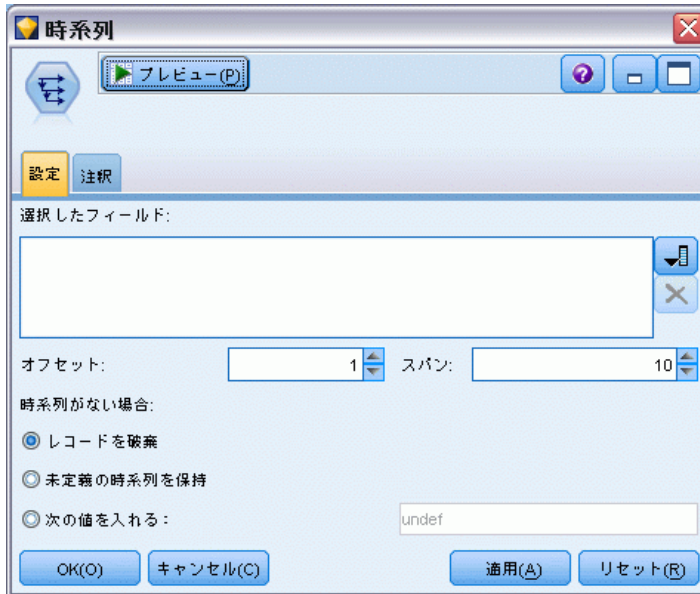 時系列
プレビュー(P)
?
設定
注釈
選択したフィールド:
オフセット: 1 スパン: 10
時系列がない場合:
レコードを破棄
未定義の時系列を保持
次の値を入れる： undef
OK(O) キャンセル(C) 適用(A) リセット(R)